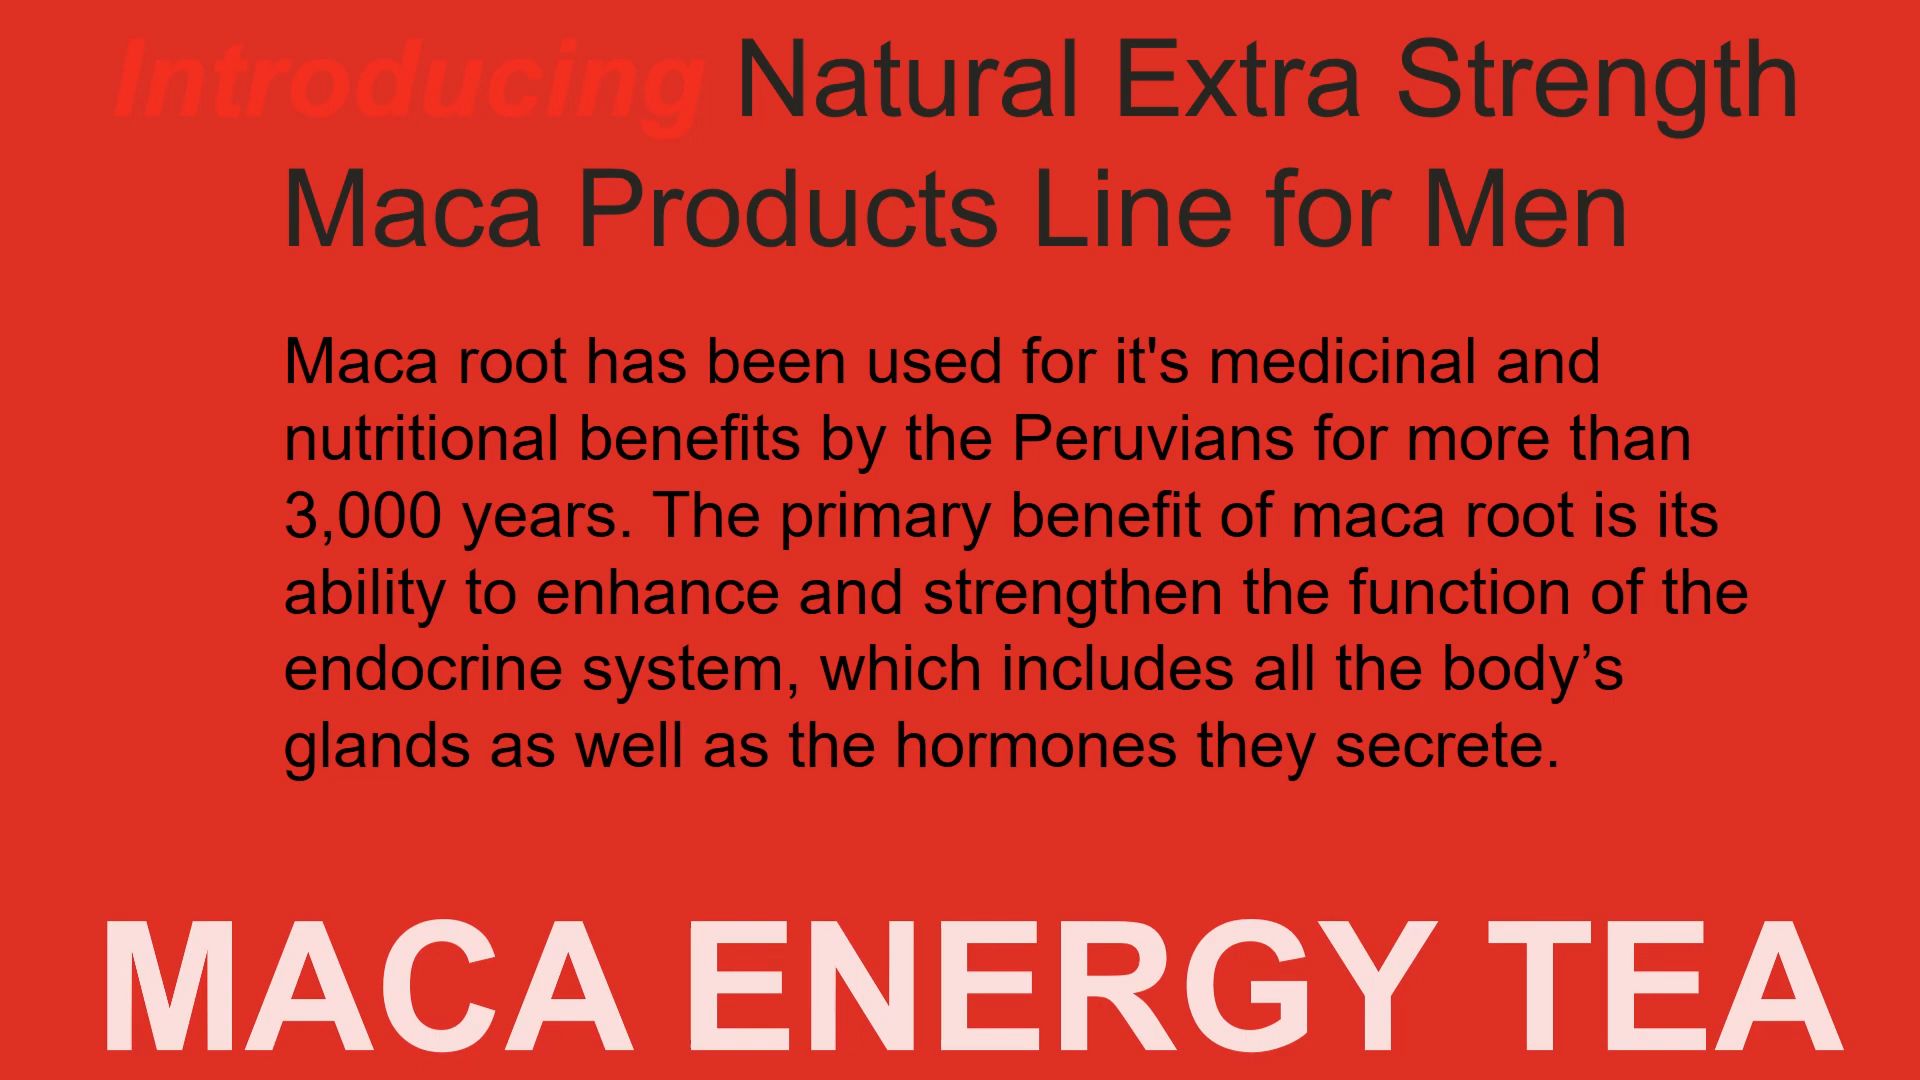 Introducing Natural Extra Strength
Maca Products Line for Men
Maca root has been used for it's medicinal and
nutritional benefits by the Peruvians for more than
3,000 years. The primary benefit of maca root is its
ability to enhance and strengthen the function of the
endocrine system, which includes all the body’s
glands as well as the hormones they secrete.
MACA ENERGY TEA